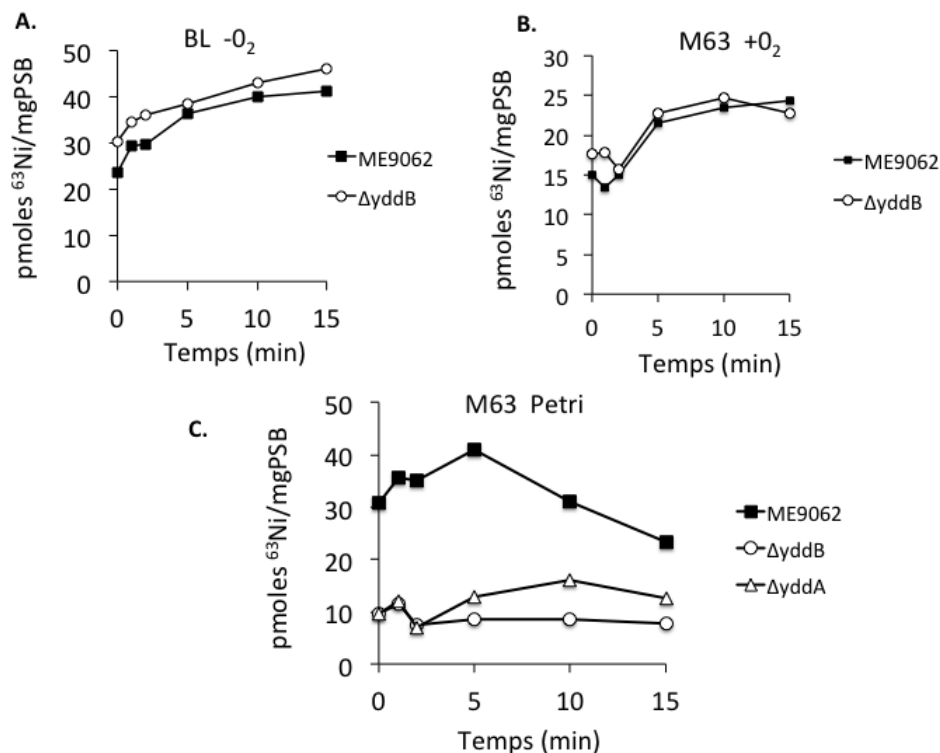 A.
BL -0₂
pmoles ⁶³Ni/mgPSB
50
40
30
20
10
0
0 5 10 15
Temps (min)
ME9062
ΔyddB
B.
M63 +0₂
pmoles ⁶³Ni/mgPSB
30
25
20
15
10
5
0
0 5 10 15
Temps (min)
ME9062
ΔyddB
C.
M63 Petri
pmoles ⁶³Ni/mgPSB
50
40
30
20
10
0
0 5 10 15
Temps (min)
ME9062
ΔyddB
ΔyddA